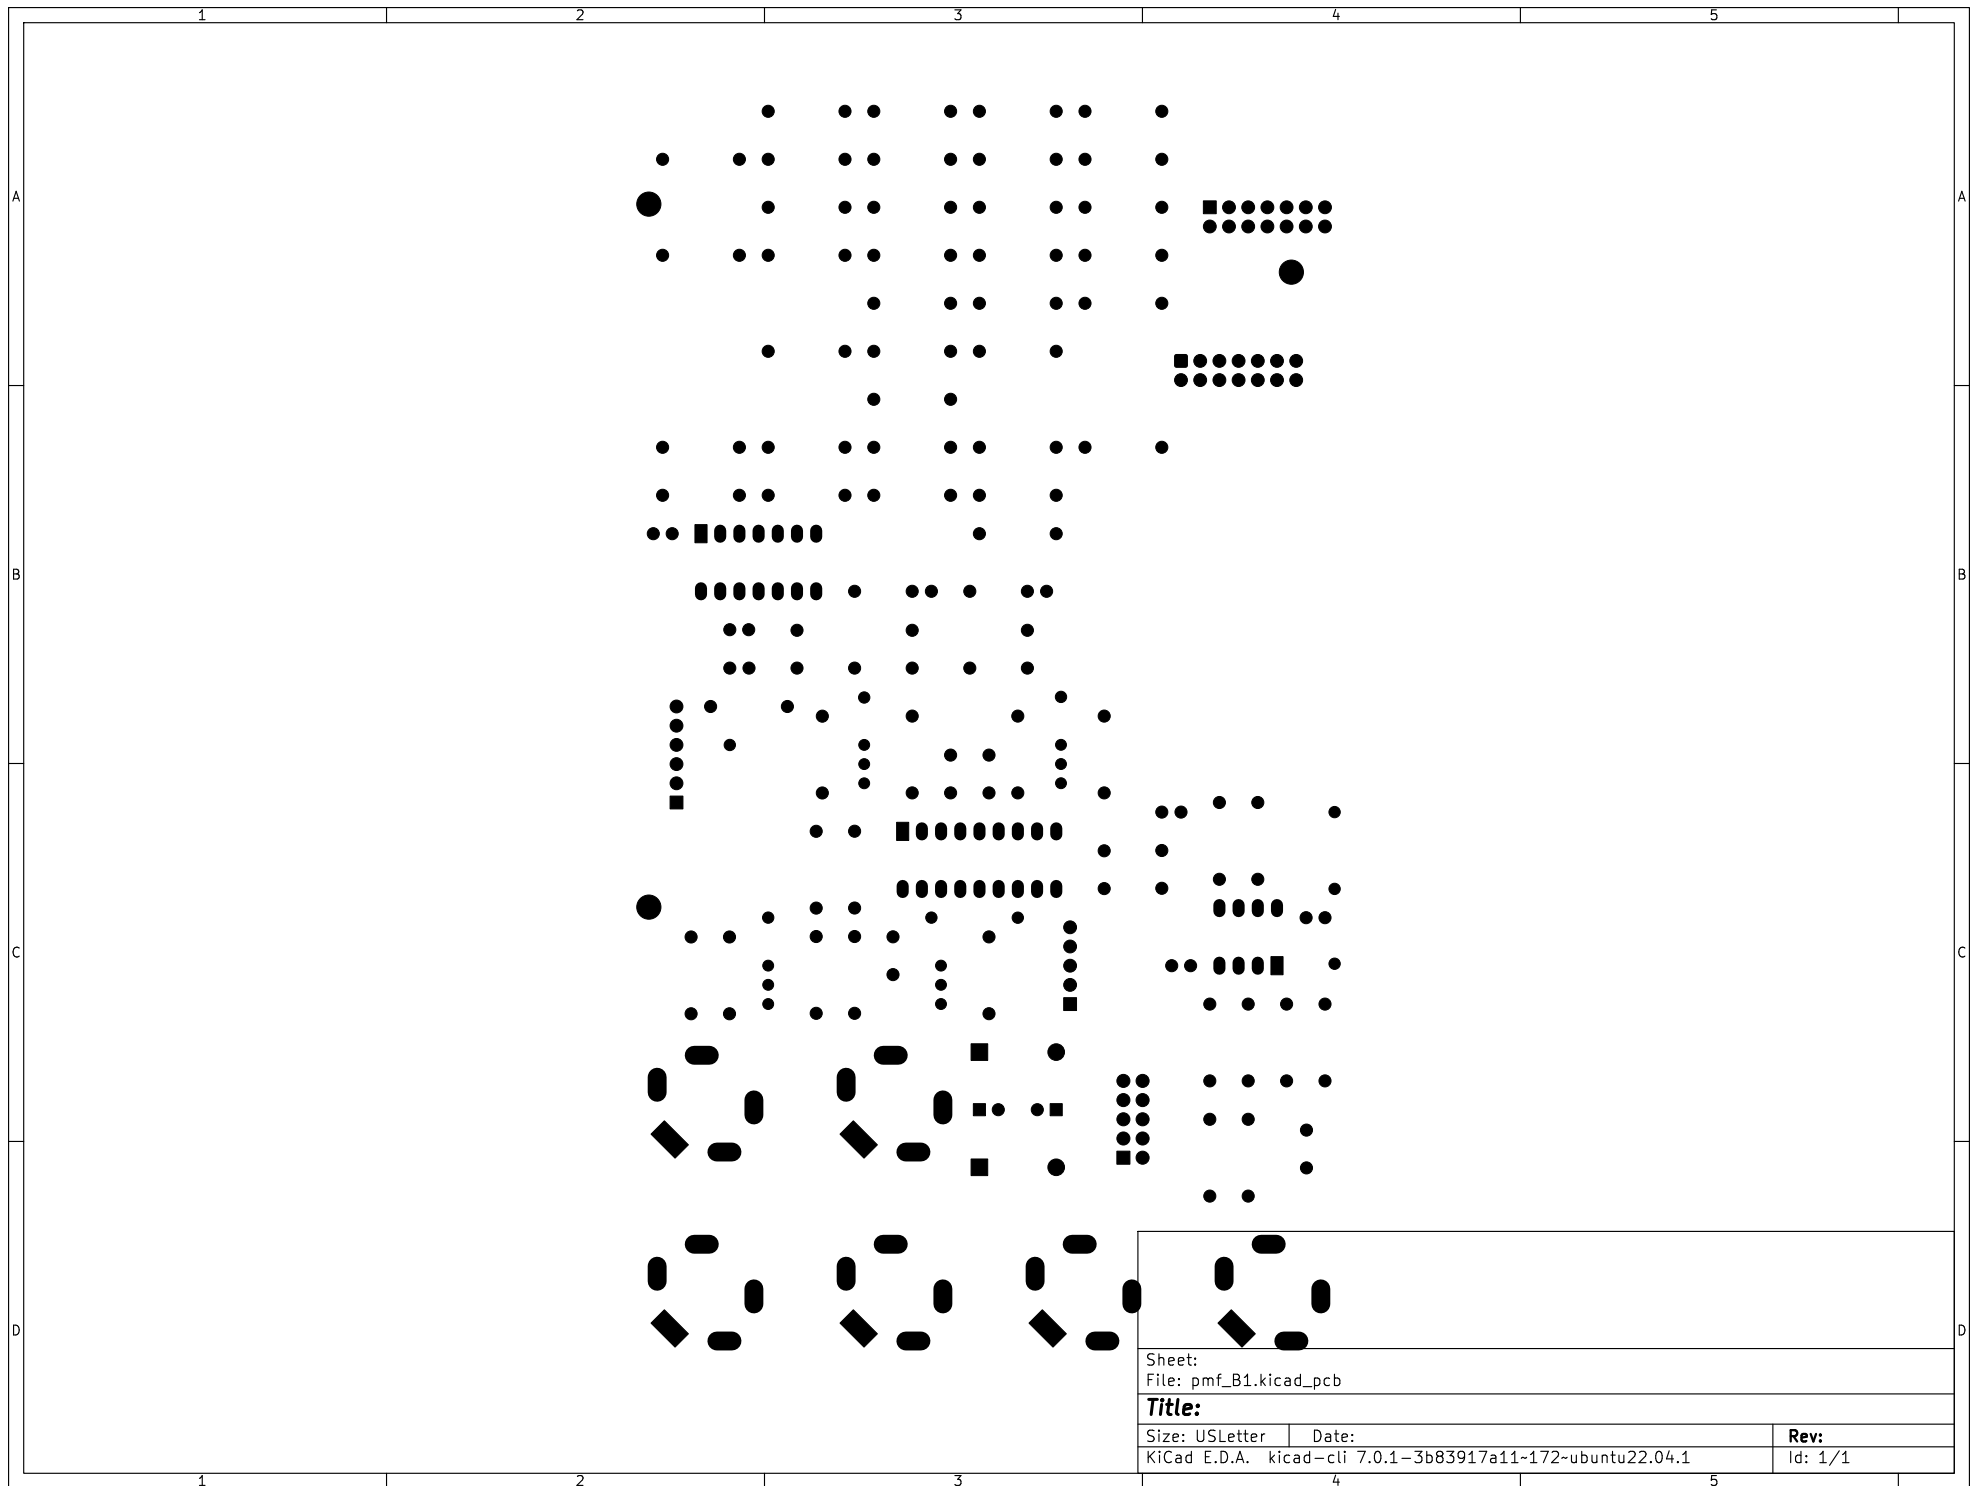 1 2 3 4 5
A A
B B
C C
D D
Sheet:
File: pmf_B1.kicad_pcb
Title:
Size: USLetter Date: Rev:
KiCad E.D.A. kicad-cli 7.0.1-3b83917a11~172~ubuntu22.04.1 Id: 1/1
1 2 3 4 5